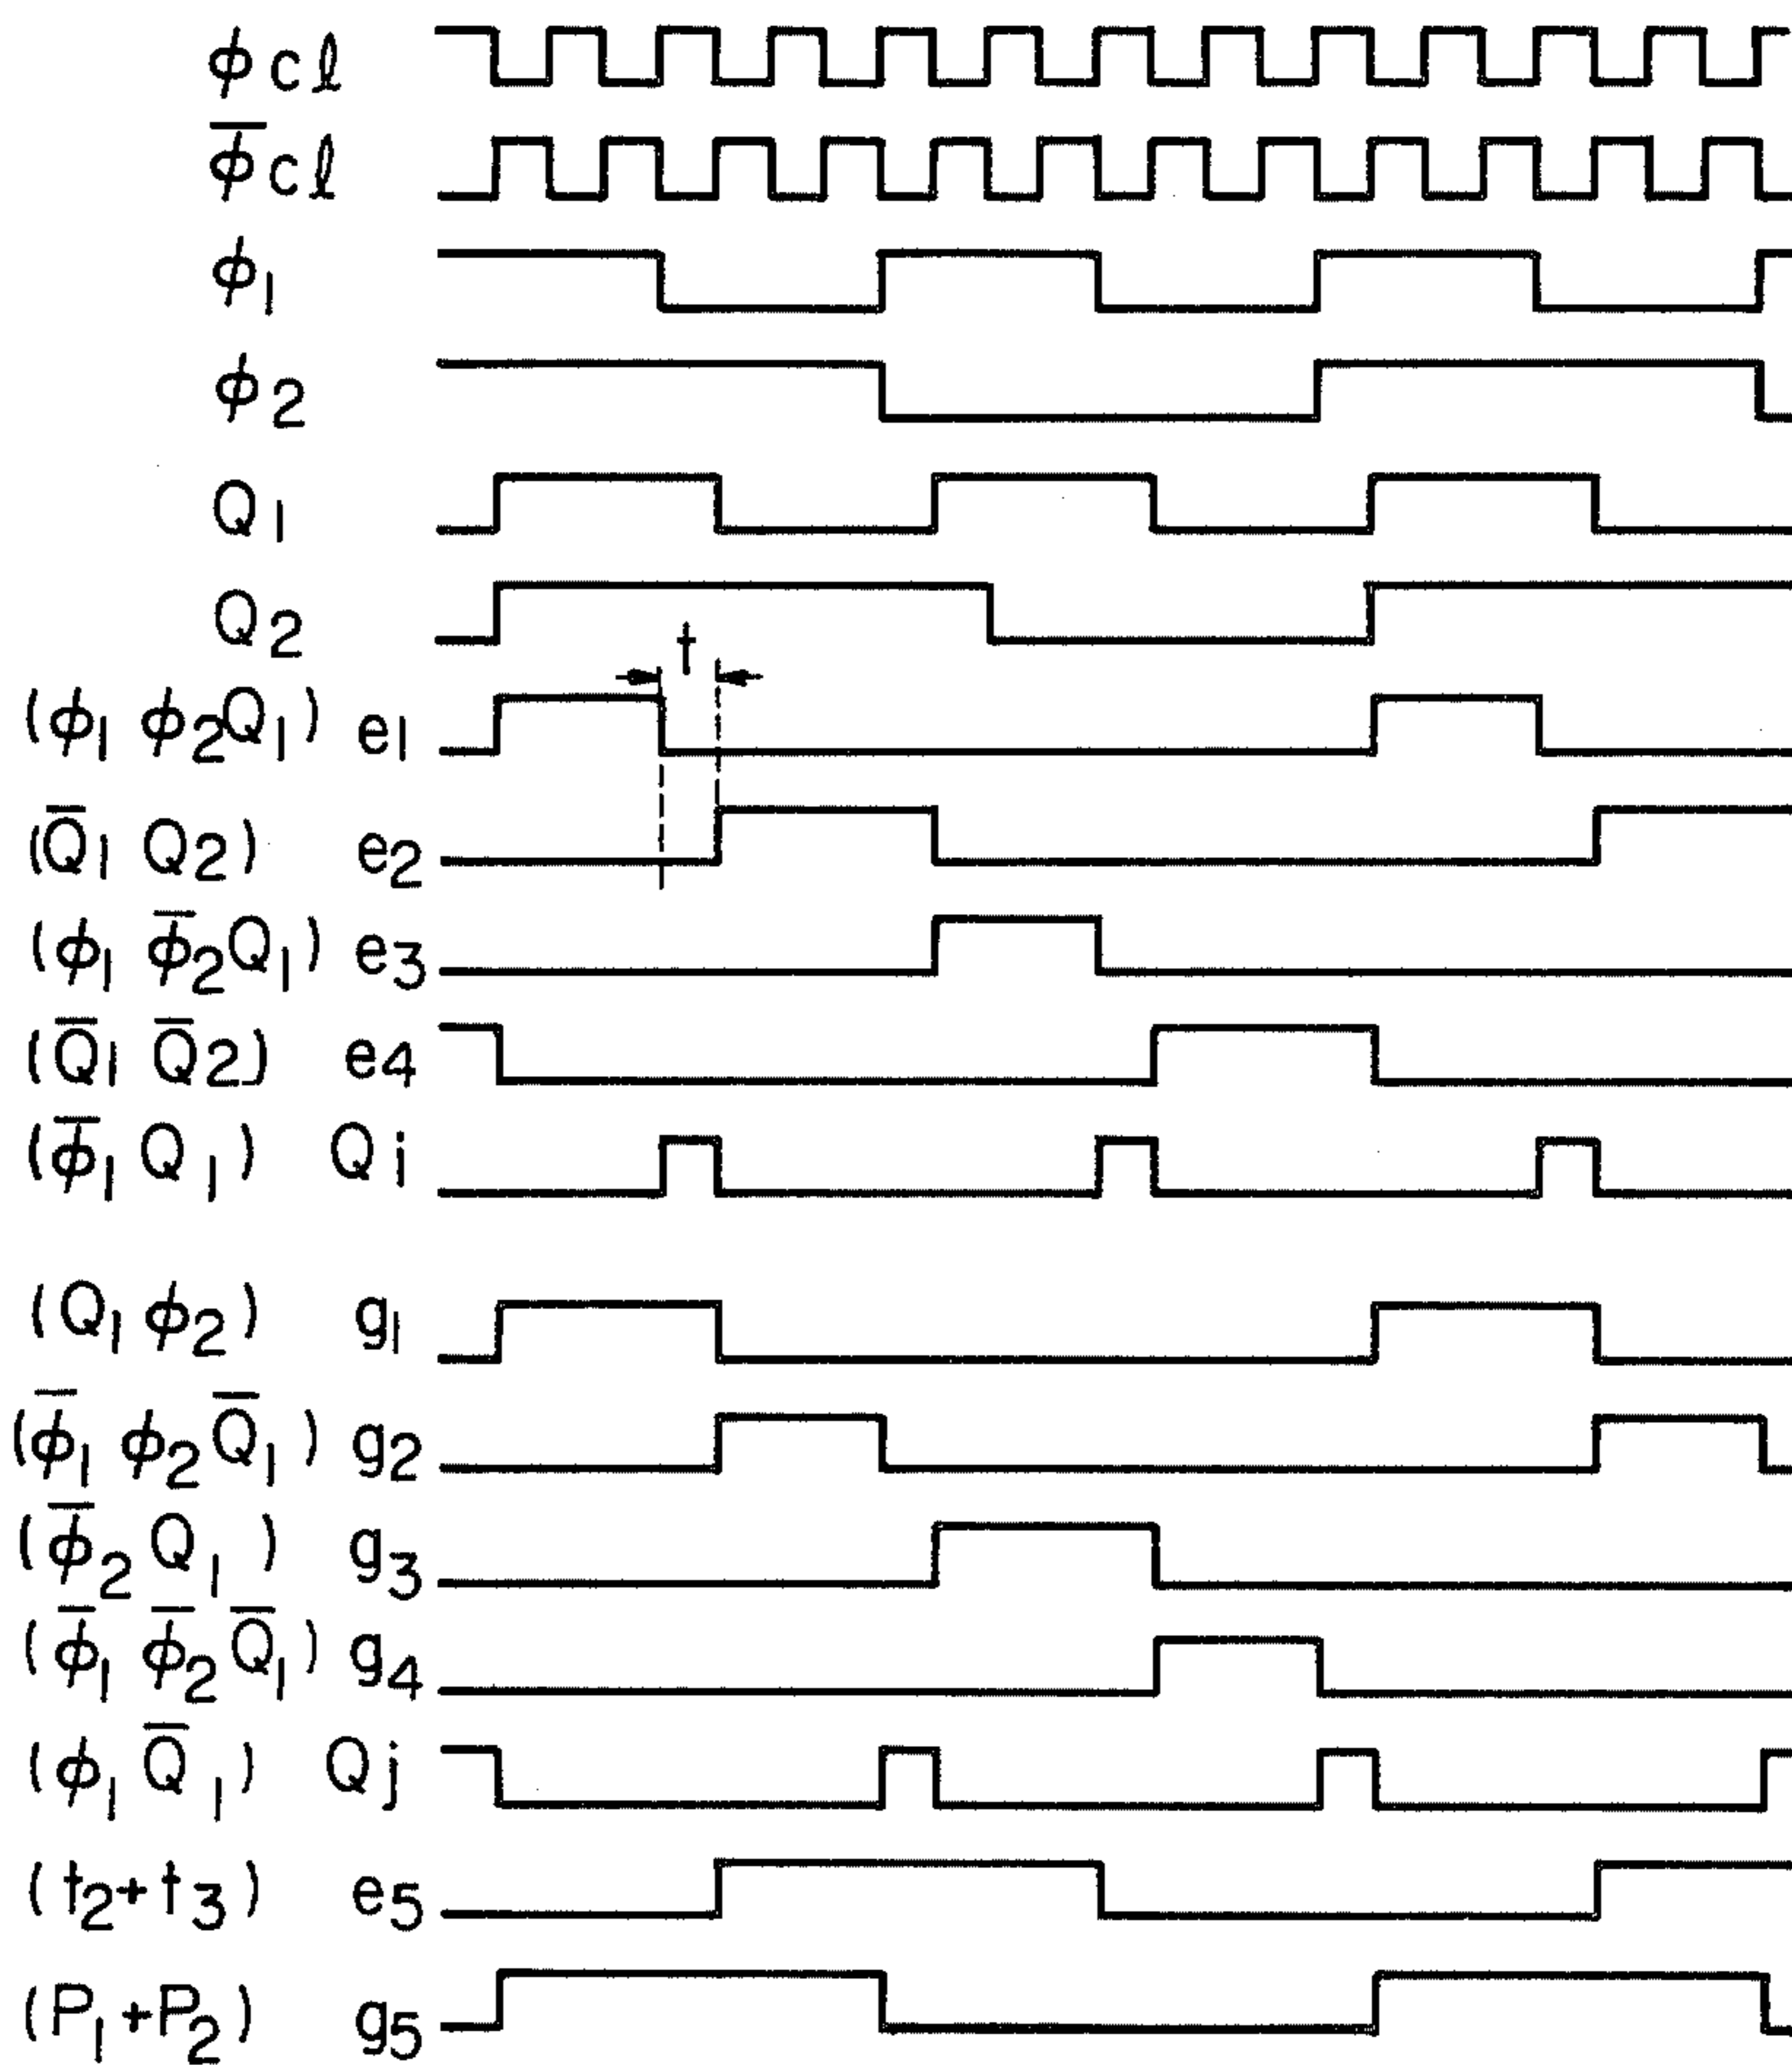 ϕcℓ
ϕ̅cℓ
ϕ1
ϕ2
Q1
Q2
t
(ϕ1 ϕ2Q1) e1
(Q̅1 Q2) e2
(ϕ1 ϕ̅2Q1) e3
(Q̅1 Q̅2) e4
(ϕ̅1 Q1) Qi
(Q1 ϕ2) g1
(ϕ̅1 ϕ2 Q̅1) g2
(ϕ̅2 Q1) g3
(ϕ̅1 ϕ̅2 Q̅1) g4
(ϕ1 Q̅1) Qj
(t2+t3) e5
(P1+P2) g5